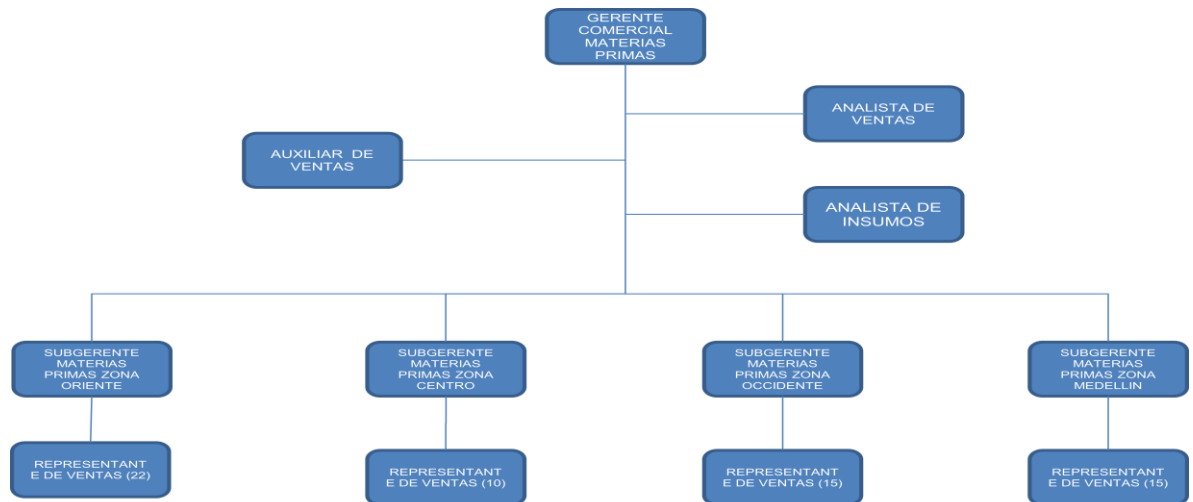 GERENTE
COMERCIAL
MATERIAS
PRIMAS
ANALISTA DE
VENTAS
AUXILIAR DE
VENTAS
ANALISTA DE
INSUMOS
SUBGERENTE
MATERIAS
PRIMAS ZONA
ORIENTE
SUBGERENTE
MATERIAS
PRIMAS ZONA
CENTRO
SUBGERENTE
MATERIAS
PRIMAS ZONA
OCCIDENTE
SUBGERENTE
MATERIAS
PRIMAS ZONA
MEDELLIN
REPRESENTANT
E DE VENTAS (22)
REPRESENTANT
E DE VENTAS (10)
REPRESENTANT
E DE VENTAS (15)
REPRESENTANT
E DE VENTAS (15)